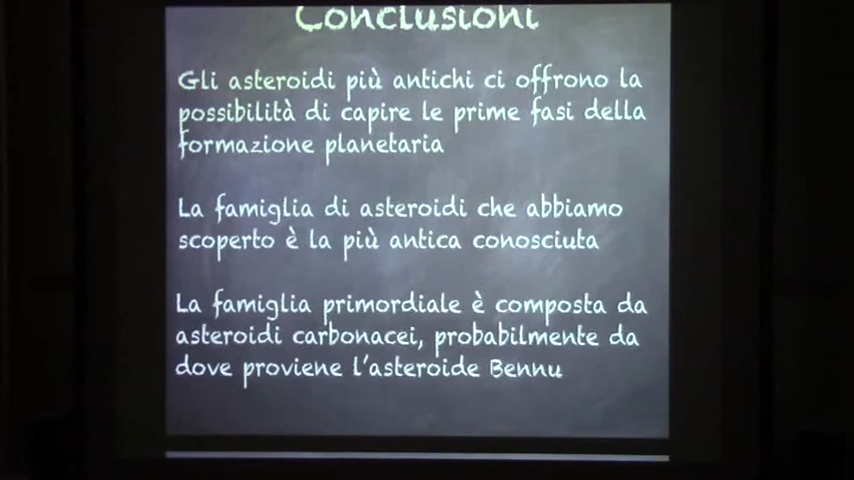 Conclusioni
Gli asteroidi più antichi ci offrono la
possibilità di capire le prime fasi della
formazione planetaria
La famiglia di asteroidi che abbiamo
scoperto è la più antica conosciuta
La famiglia primordiale è composta da
asteroidi carbonacei, probabilmente da
dove proviene l'asteroide Bennu